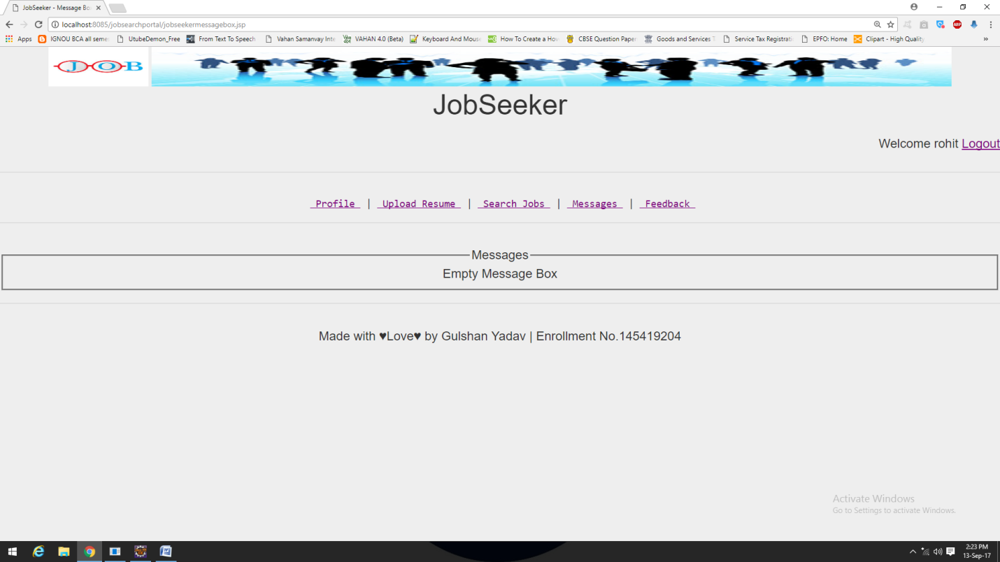 JobSeeker - Message Bo
localhost:8085/jobsearchportal/jobseekermessagebox.jsp
Apps IGNOU BCA all semes UtubeDemon_Free From Text To Speech Vahan Samanvay Inte VAHAN 4.0 (Beta) Keyboard And Mouse How To Create a How CBSE Question Paper Goods and Services T Service Tax Registrati EPFO: Home Clipart - High Quality »
JOB
JobSeeker
Welcome rohit Logout
Profile | Upload Resume | Search Jobs | Messages | Feedback
Messages
Empty Message Box
Made with ♥Love♥ by Gulshan Yadav | Enrollment No.145419204
Activate Windows
Go to Settings to activate Windows.
2:23 PM
13-Sep-17